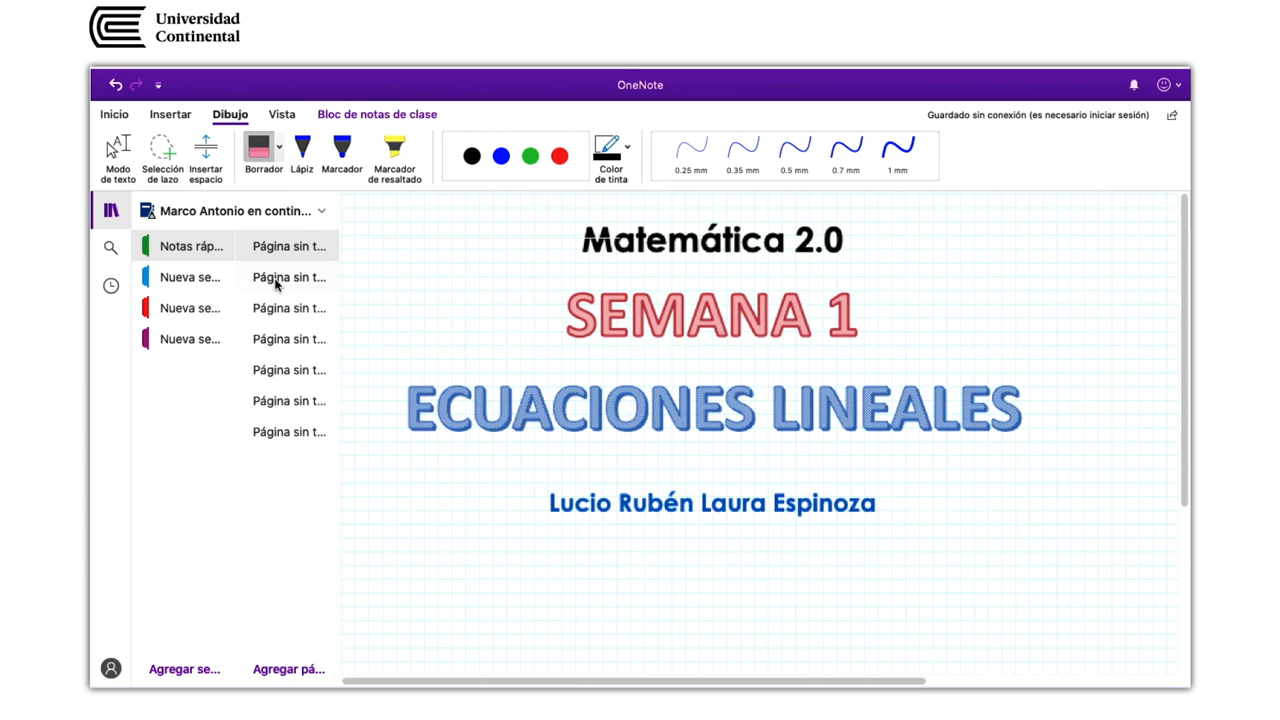 Universidad
Continental
OneNote
Inicio
Insertar
Dibujo
Vista
Bloc de notas de clase
Guardado sin conexión (es necesario iniciar sesión)
Modo
de texto
Selección
de lazo
Insertar
espacio
Borrador
Lápiz
Marcador
Marcador
de resaltado
Color
de tinta
0.25 mm
0.35 mm
0.5 mm
0.7 mm
1 mm
Marco Antonio en contin...
Notas ráp...
Nueva se...
Nueva se...
Nueva se...
Página sin t...
Página sin t...
Página sin t...
Página sin t...
Página sin t...
Página sin t...
Página sin t...
Matemática 2.0
SEMANA 1
ECUACIONES LINEALES
Lucio Rubén Laura Espinoza
Agregar se...
Agregar pá...